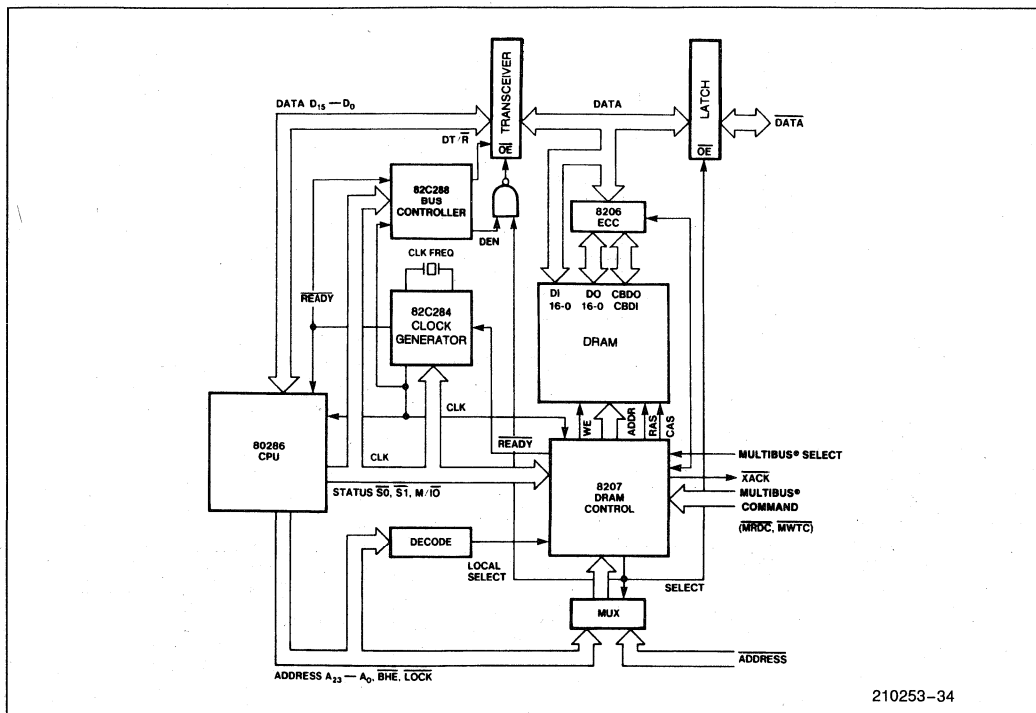 TRANSCEIVER
OE
LATCH
OE
DATA D15 — D0
DATA
DATA
DT/R
82C288
BUS
CONTROLLER
DEN
8206
ECC
CLK FREQ
READY
82C284
CLOCK
GENERATOR
DI
16-0
DO
16-0
CBDO
CBDI
DRAM
80286
CPU
CLK
READY
WE
ADDR
RAS
CAS
CLK
STATUS S0, S1, M/IO
8207
DRAM
CONTROL
MULTIBUS® SELECT
XACK
MULTIBUS®
COMMAND
(MRDC, MWTC)
DECODE
LOCAL
SELECT
SELECT
MUX
ADDRESS
ADDRESS A23 — A0, BHE, LOCK
210253-34